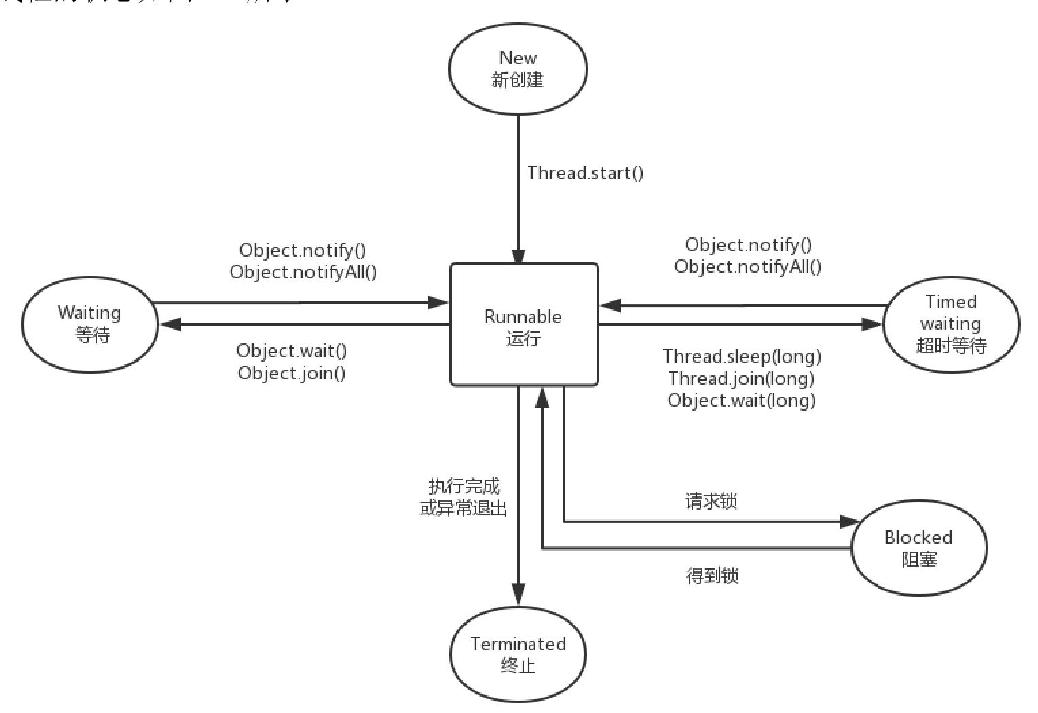 New
新创建
Thread.start()
Object.notify()
Object.notifyAll()
Object.notify()
Object.notifyAll()
Waiting
等待
Runnable
运行
Timed
waiting
超时等待
Object.wait()
Object.join()
Thread.sleep(long)
Thread.join(long)
Object.wait(long)
执行完成
或异常退出
请求锁
Blocked
阻塞
得到锁
Terminated
终止